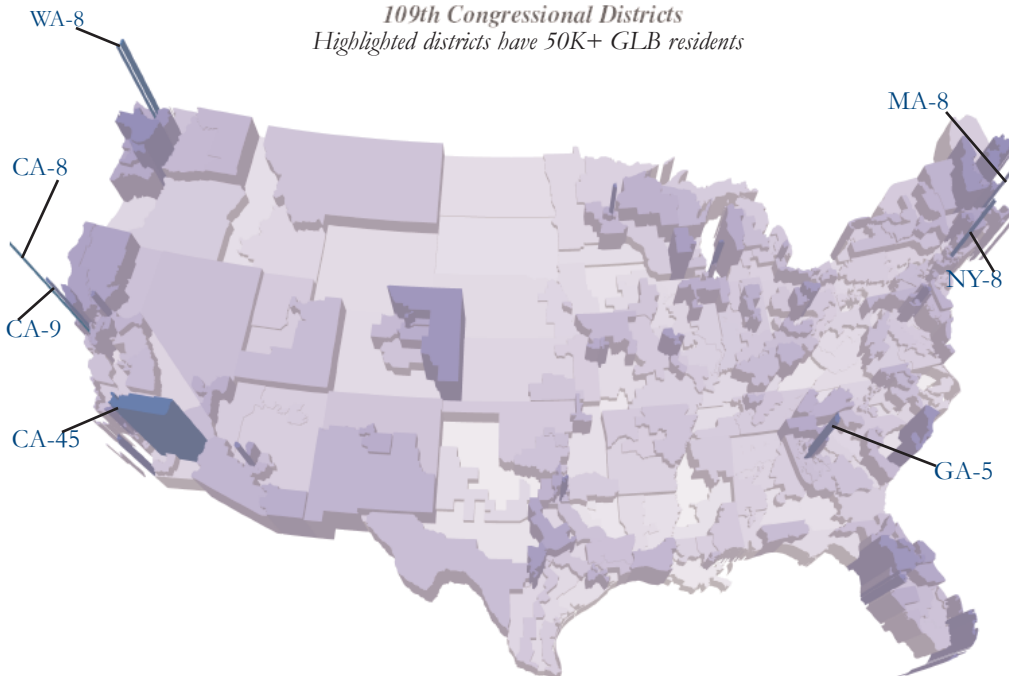 109th Congressional Districts
Highlighted districts have 50K+ GLB residents
WA-8
MA-8
CA-8
NY-8
CA-9
CA-45
GA-5